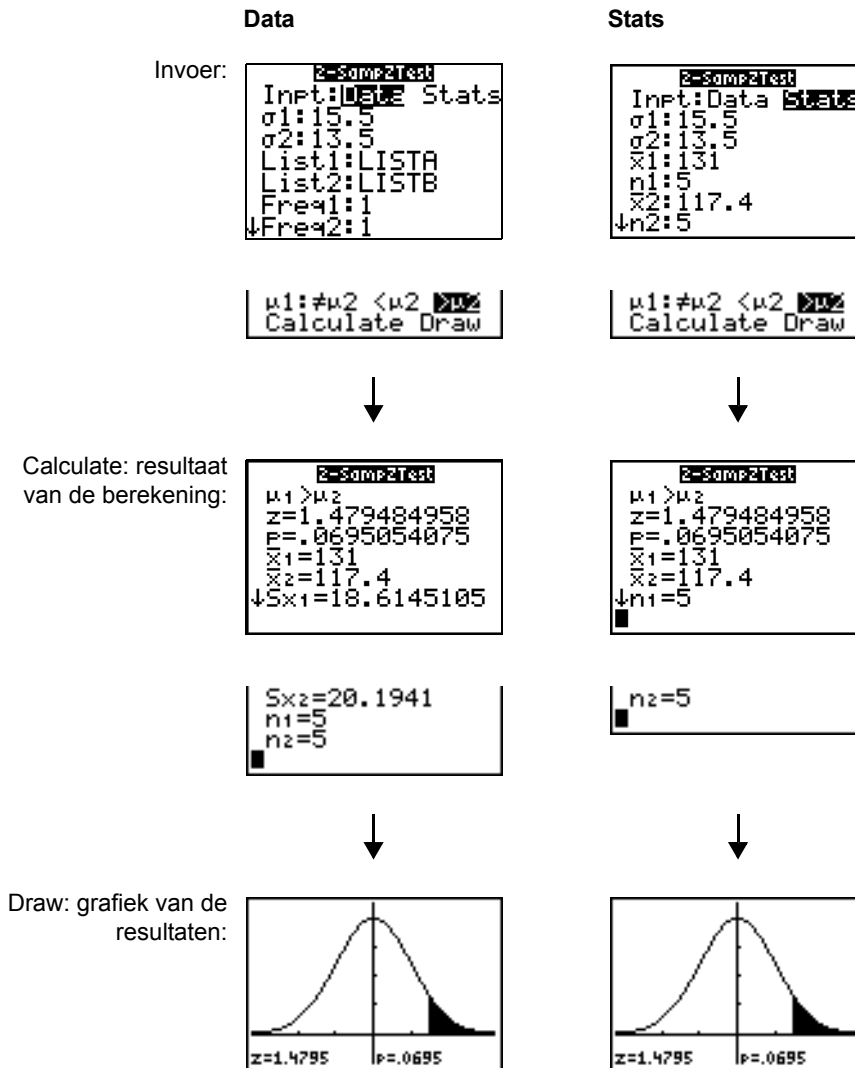 Data
Stats
Invoer:
2-SampZTest
Inpt:Data Stats
σ1:15.5
σ2:13.5
List1:LISTA
List2:LISTB
Freq1:1
↓Freq2:1
2-SampZTest
Inpt:Data Stats
σ1:15.5
σ2:13.5
x̄1:131
n1:5
x̄2:117.4
↓n2:5
μ1:≠μ2 <μ2 >μ2
Calculate Draw
μ1:≠μ2 <μ2 >μ2
Calculate Draw
Calculate: resultaat
van de berekening:
2-SampZTest
μ1>μ2
z=1.479484958
p=.0695054075
x̄1=131
x̄2=117.4
↓Sx1=18.6145105
2-SampZTest
μ1>μ2
z=1.479484958
p=.0695054075
x̄1=131
x̄2=117.4
↓n1=5
Sx2=20.1941
n1=5
n2=5
n2=5
Draw: grafiek van de
resultaten:
z=1.4795 p=.0695
z=1.4795 p=.0695